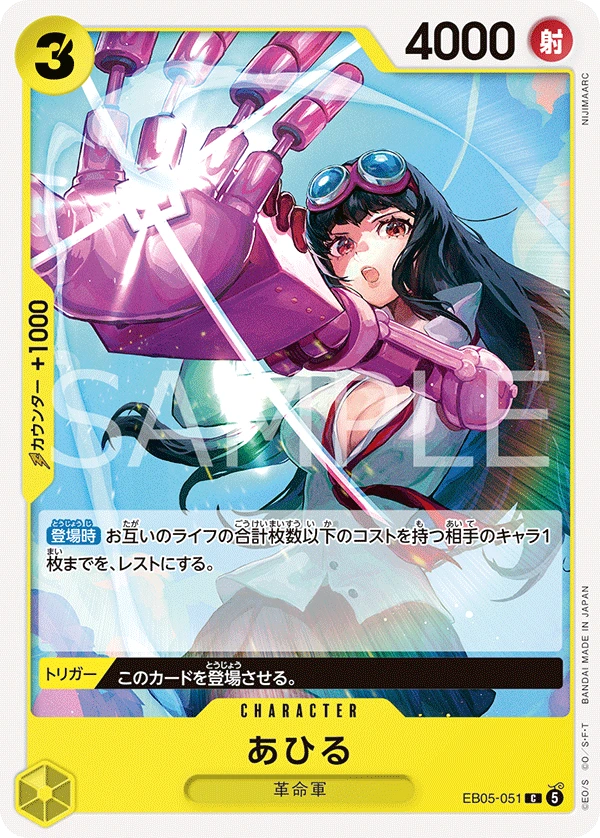 3
4000
射
NIJIMAARC
カウンター +1000
SAMPLE
登場時 お互いのライフの合計枚数以下のコストを持つ相手のキャラ1
枚までを、レストにする。
トリガー このカードを登場させる。
CHARACTER
あひる
革命軍
EB05-051 C 5
©EO/S ©O/S・F・T BANDAI MADE IN JAPAN